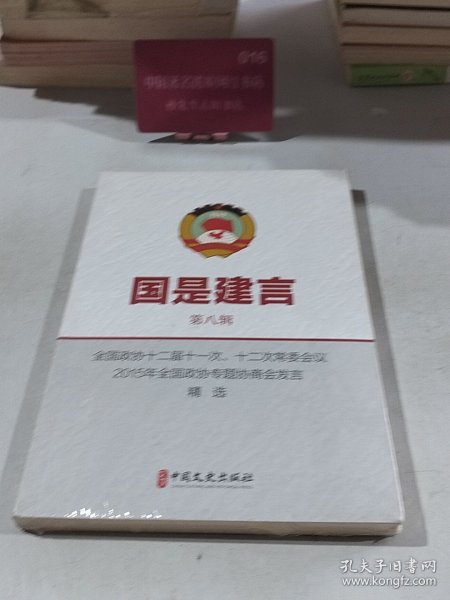 016
国是建言
第八辑
全国政协十二届十一次、十二次常委会议
2015年全国政协专题协商会发言
精选
中国文史出版社
孔夫子旧书网
www.kongfz.com